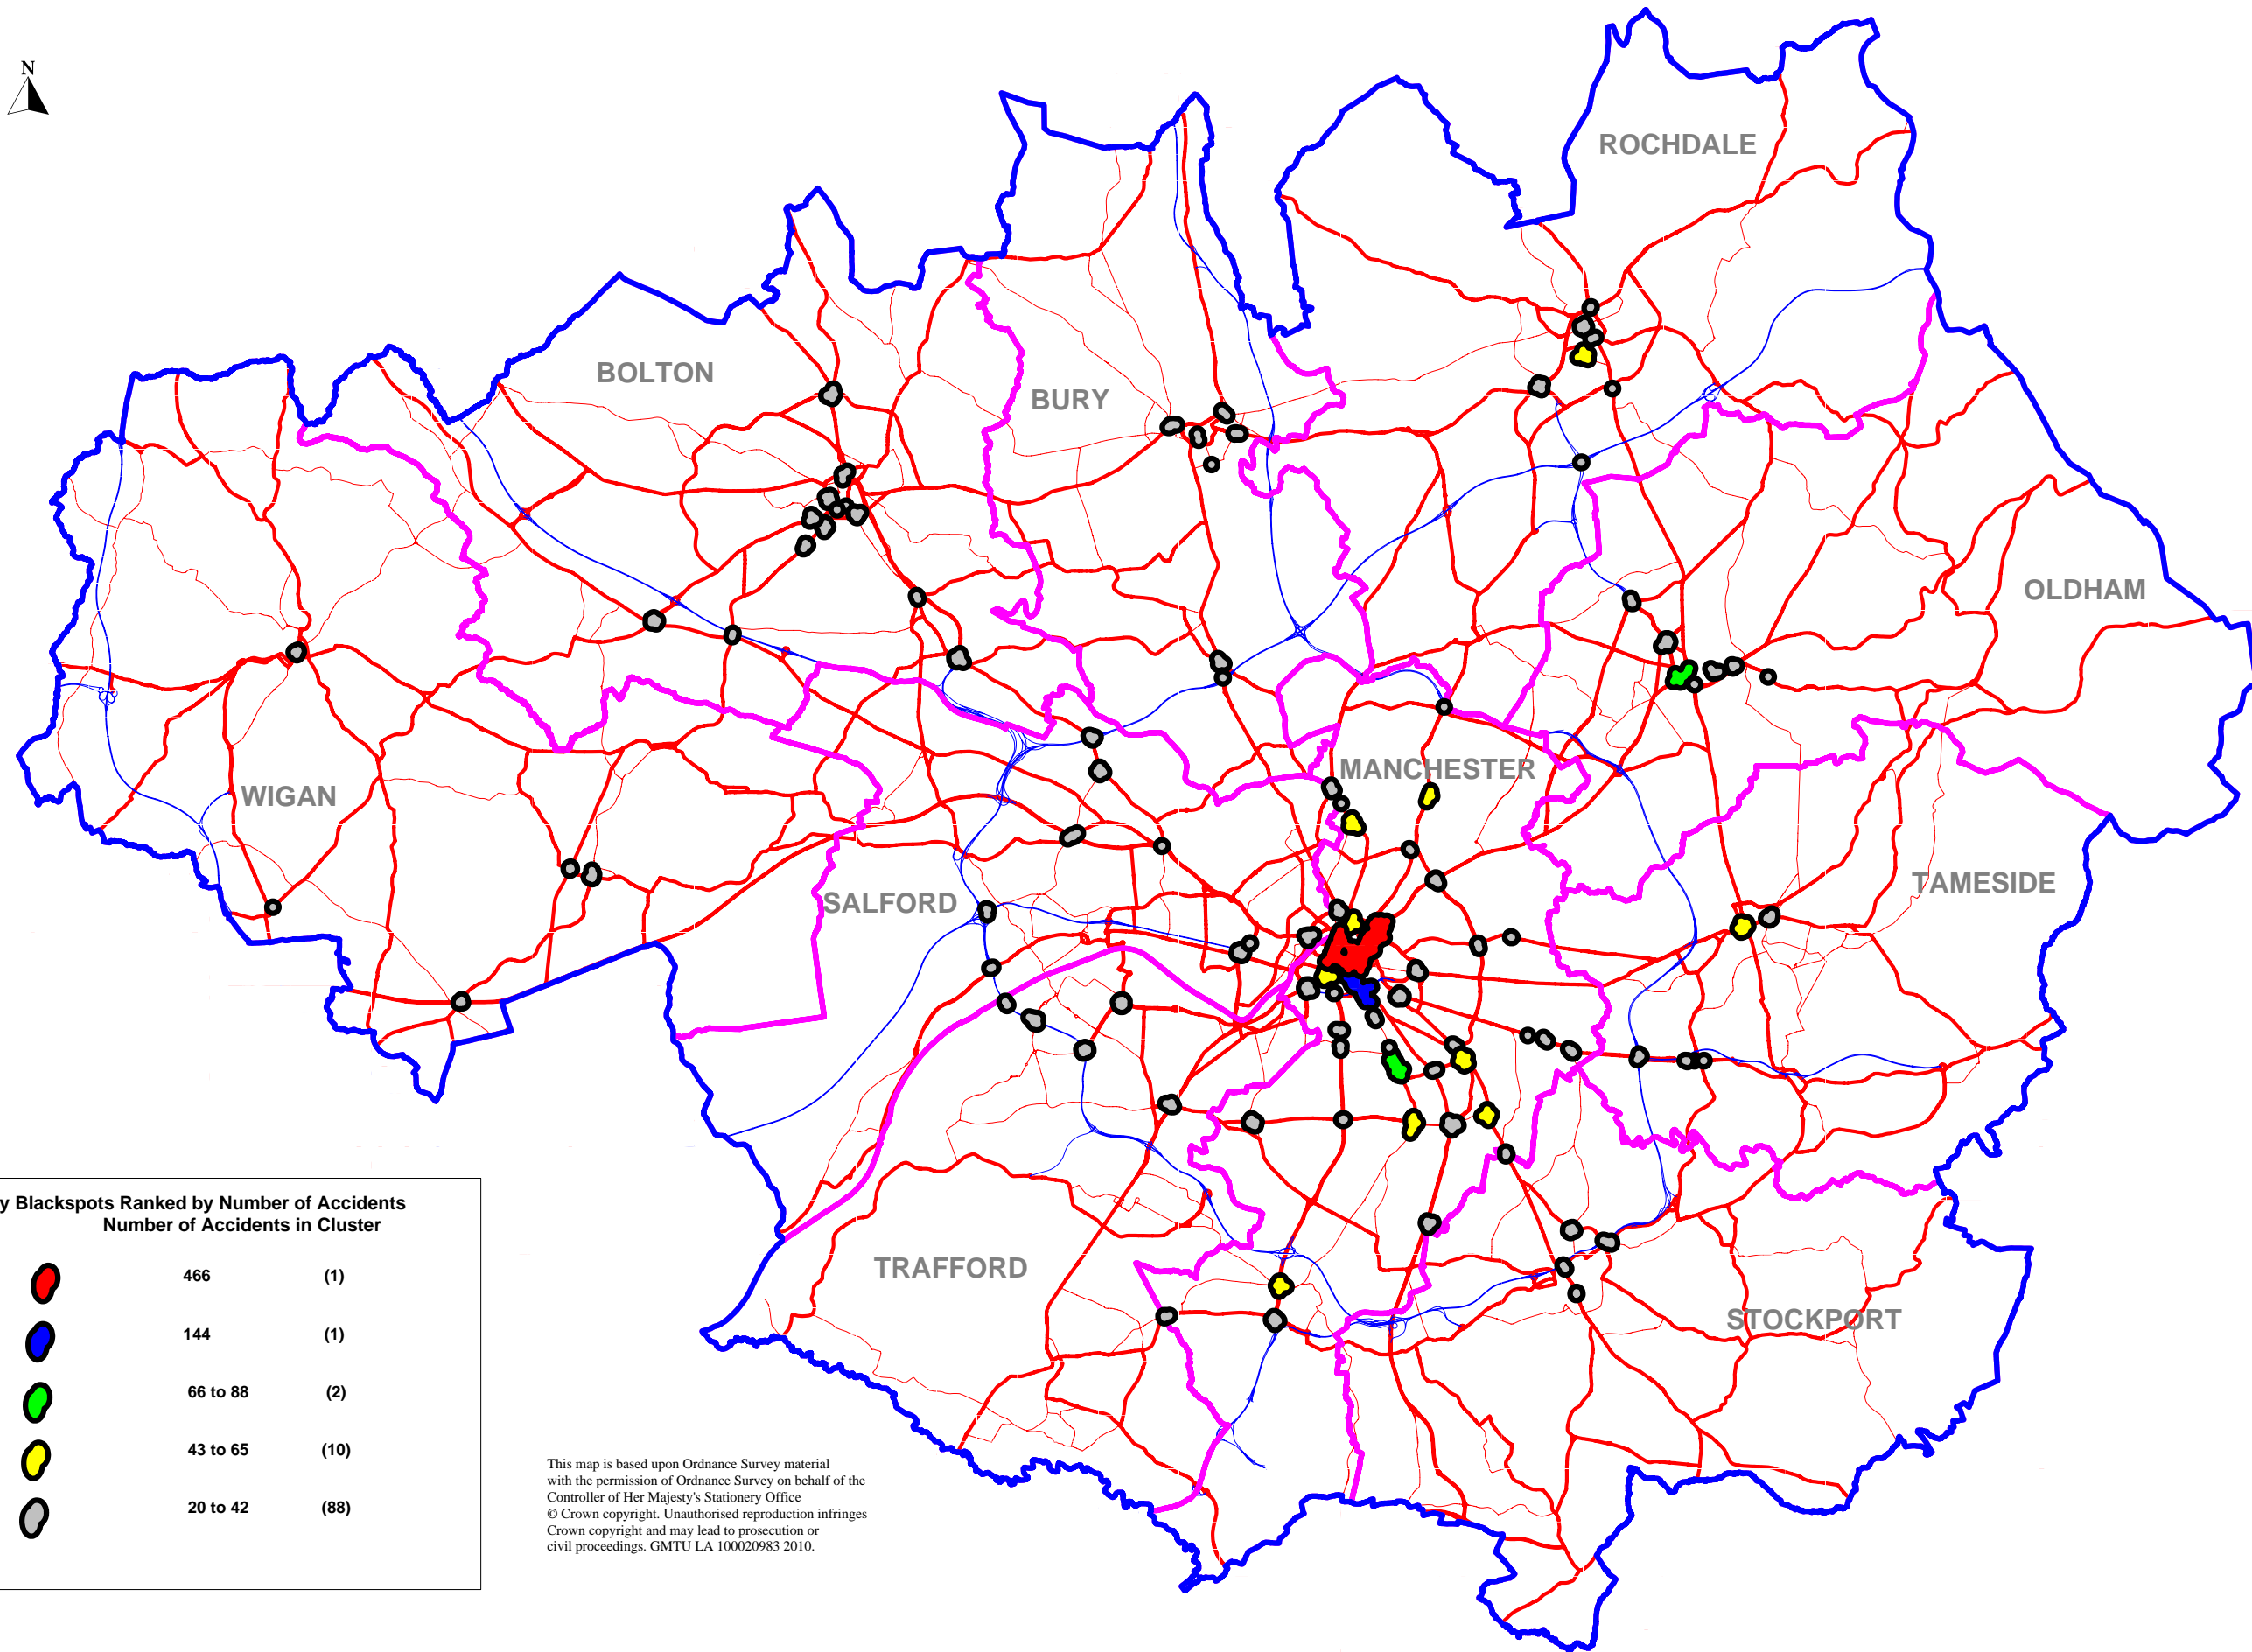 N
ROCHDALE
BOLTON
BURY
OLDHAM
MANCHESTER
WIGAN
TAMESIDE
SALFORD
TRAFFORD
STOCKPORT
y Blackspots Ranked by Number of Accidents
Number of Accidents in Cluster
466 (1)
144 (1)
66 to 88 (2)
43 to 65 (10)
20 to 42 (88)
This map is based upon Ordnance Survey material
with the permission of Ordnance Survey on behalf of the
Controller of Her Majesty's Stationery Office
© Crown copyright. Unauthorised reproduction infringes
Crown copyright and may lead to prosecution or
civil proceedings. GMTU LA 100020983 2010.